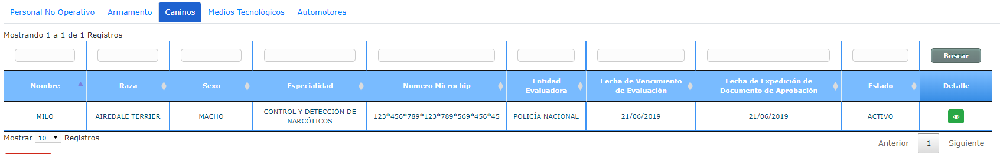 Personal No Operativo Armamento Caninos Medios Tecnológicos Automotores
Mostrando 1 a 1 de 1 Registros
Buscar
Nombre Raza Sexo Especialidad Numero Microchip Entidad Evaluadora Fecha de Vencimiento de Evaluación Fecha de Expedición de Documento de Aprobación Estado Detalle
MILO AIREDALE TERRIER MACHO CONTROL Y DETECCIÓN DE NARCÓTICOS 123*456*789*123*789*569*456*45 POLICÍA NACIONAL 21/06/2019 21/06/2019 ACTIVO
Mostrar 10 Registros
Anterior 1 Siguiente